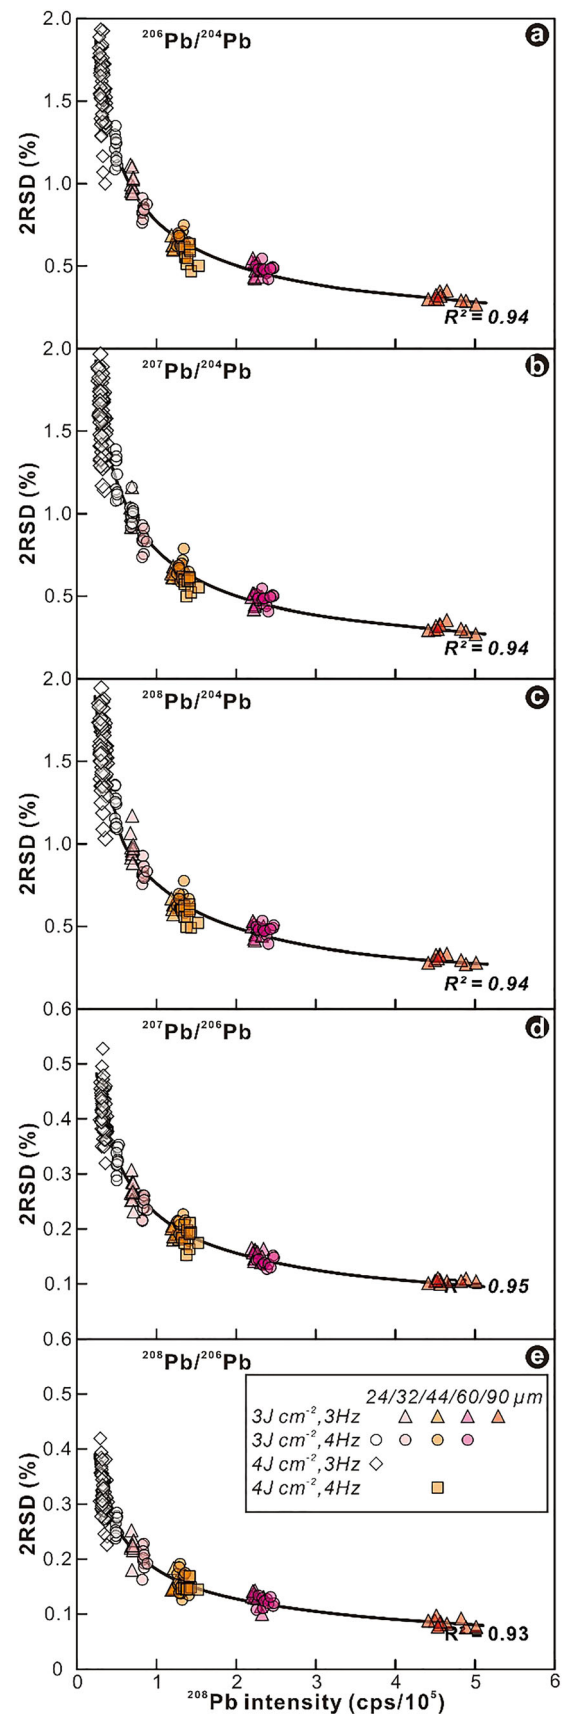 2.0
²⁰⁶Pb/²⁰⁴Pb
a
1.5
2RSD (%)
1.0
0.5
R² = 0.94
2.0
²⁰⁷Pb/²⁰⁴Pb
b
1.5
2RSD (%)
1.0
0.5
R² = 0.94
2.0
²⁰⁸Pb/²⁰⁴Pb
c
1.5
2RSD (%)
1.0
0.5
R² = 0.94
0.6
²⁰⁷Pb/²⁰⁶Pb
d
0.5
0.4
2RSD (%)
0.3
0.2
0.1
R² = 0.95
0.6
²⁰⁸Pb/²⁰⁶Pb
e
0.5
24/32/44/60/90 µm
3J cm⁻²,3Hz
3J cm⁻²,4Hz
4J cm⁻²,3Hz
4J cm⁻²,4Hz
0.4
2RSD (%)
0.3
0.2
0.1
R² = 0.93
0
0 1 2 3 4 5 6
²⁰⁸Pb intensity (cps/10⁵)